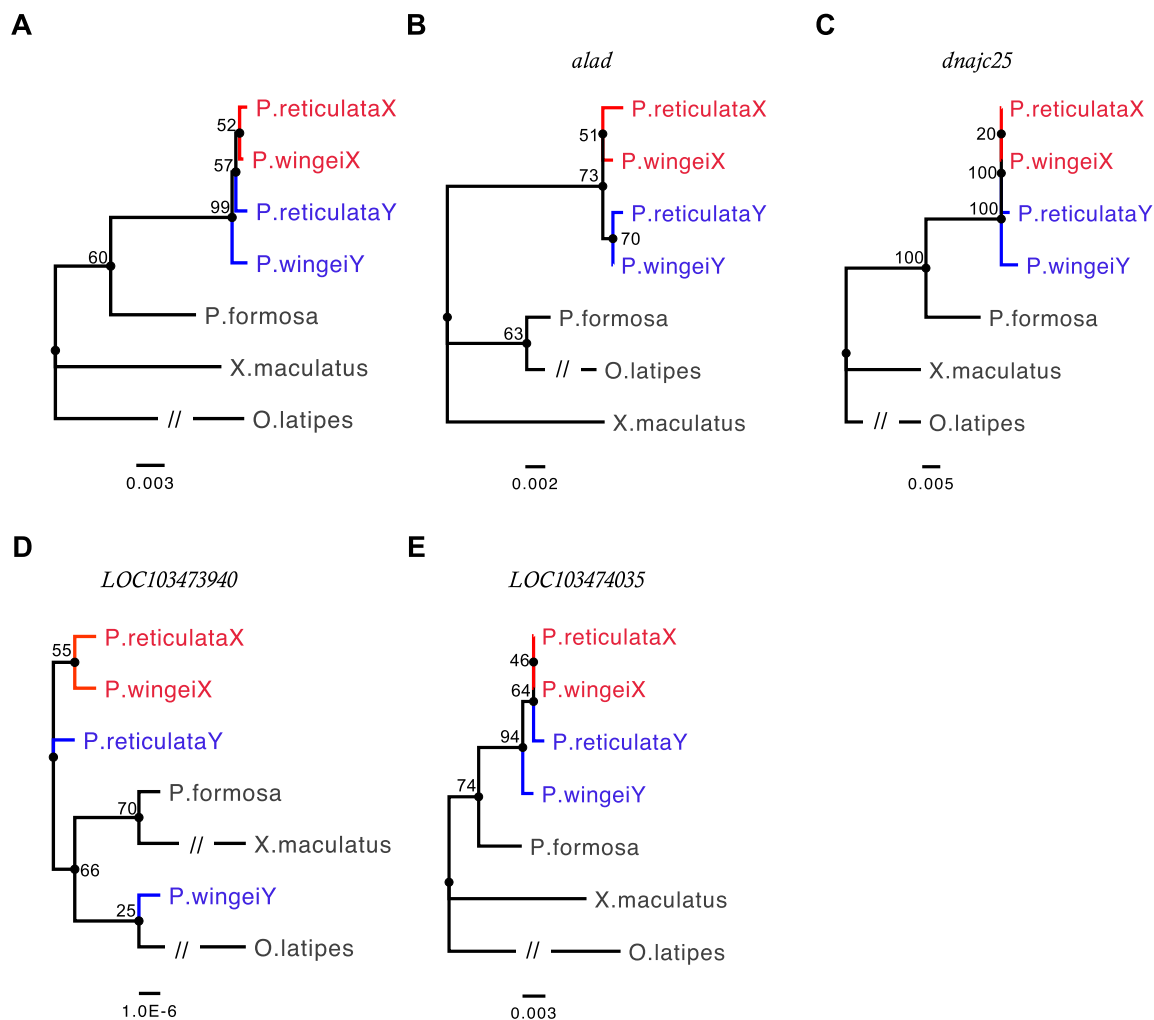 A
P.reticulataX
52
P.wingeiX
57
P.reticulataY
99
P.wingeiY
60
P.formosa
X.maculatus
//
O.latipes
0.003
B
alad
P.reticulataX
51
P.wingeiX
73
P.reticulataY
70
P.wingeiY
P.formosa
63
//
O.latipes
X.maculatus
0.002
C
dnajc25
P.reticulataX
20
P.wingeiX
100
P.reticulataY
100
P.wingeiY
100
P.formosa
X.maculatus
//
O.latipes
0.005
D
LOC103473940
P.reticulataX
55
P.wingeiX
P.reticulataY
P.formosa
70
//
X.maculatus
66
P.wingeiY
25
//
O.latipes
1.0E-6
E
LOC103474035
P.reticulataX
46
P.wingeiX
64
P.reticulataY
94
P.wingeiY
74
P.formosa
X.maculatus
//
O.latipes
0.003